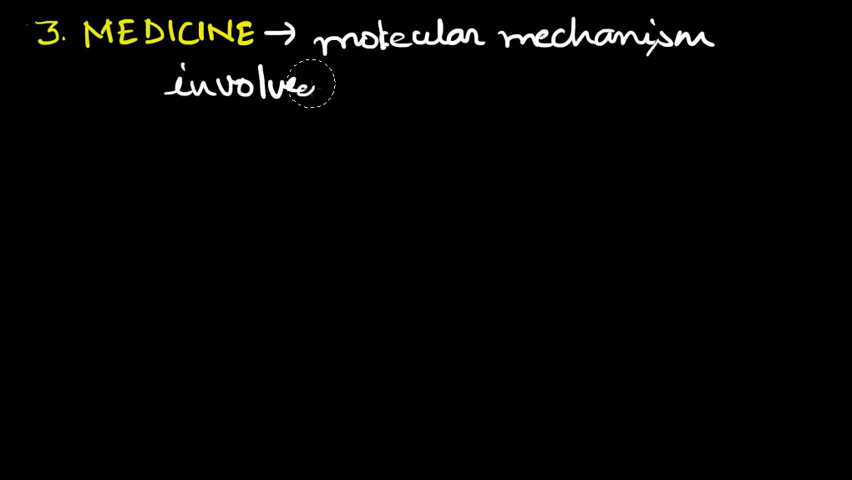 3. MEDICINE → molecular mechanism
involve